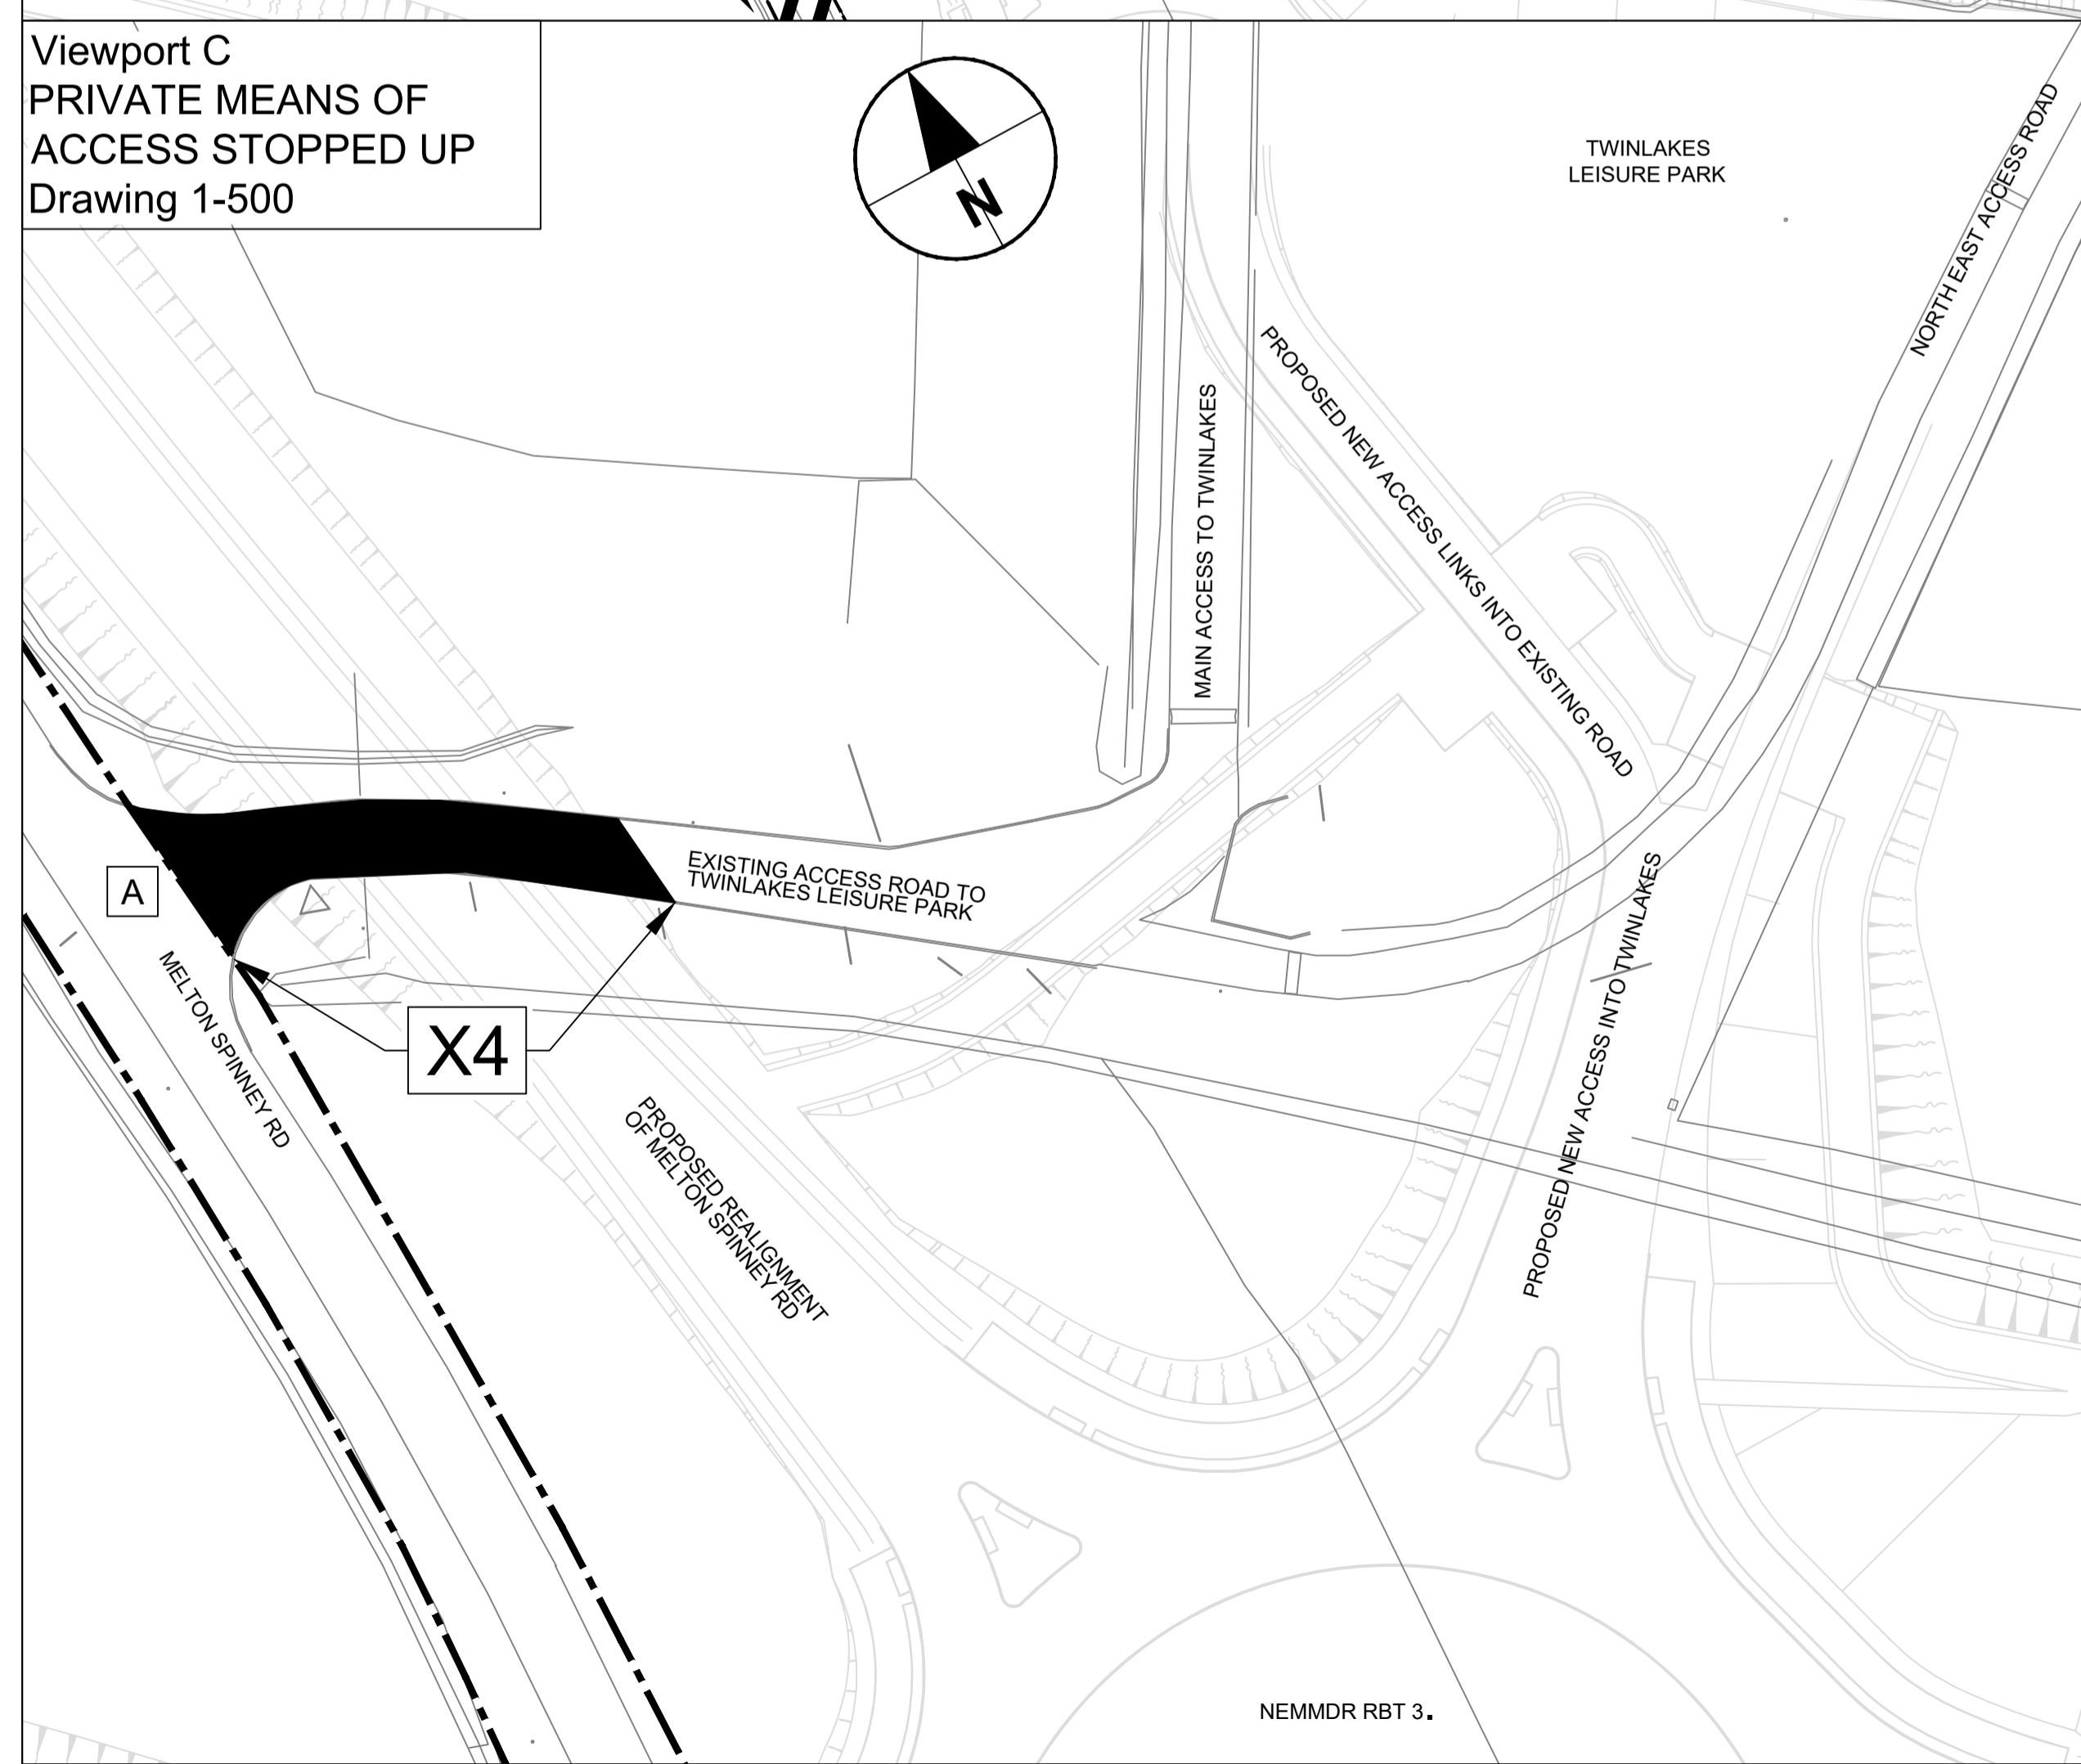 Viewport C
PRIVATE MEANS OF
ACCESS STOPPED UP
Drawing 1-500
N
TWINLAKES
LEISURE PARK
NORTH EAST ACCESS ROAD
PROPOSED NEW ACCESS LINKS INTO EXISTING ROAD
MAIN ACCESS TO TWINLAKES
EXISTING ACCESS ROAD TO
TWINLAKES LEISURE PARK
A
MELTON SPINNEY RD
X4
PROPOSED REALIGNMENT
OF MELTON SPINNEY RD
PROPOSED NEW ACCESS INTO TWINLAKES
NEMMDR RBT 3.